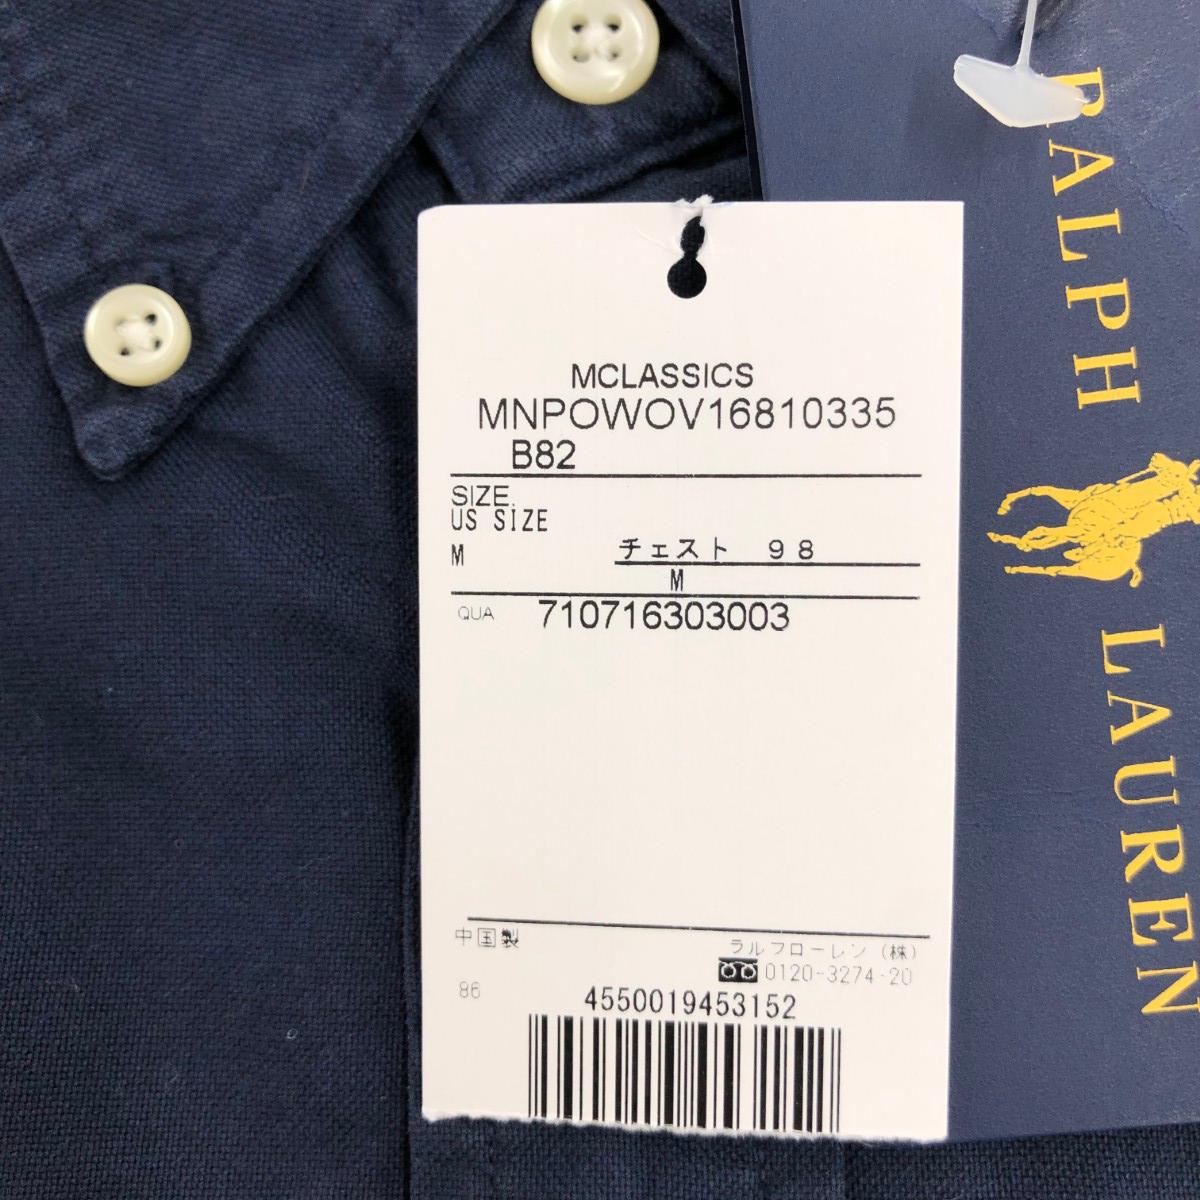 RALPH LAUREN
MCLASSICS
MNPOWOV16810335
B82
SIZE.
US SIZE
M
チェスト 98
M
QUA 710716303003
中国製
ラルフローレン(株)
0120-3274-20
86
4550019453152